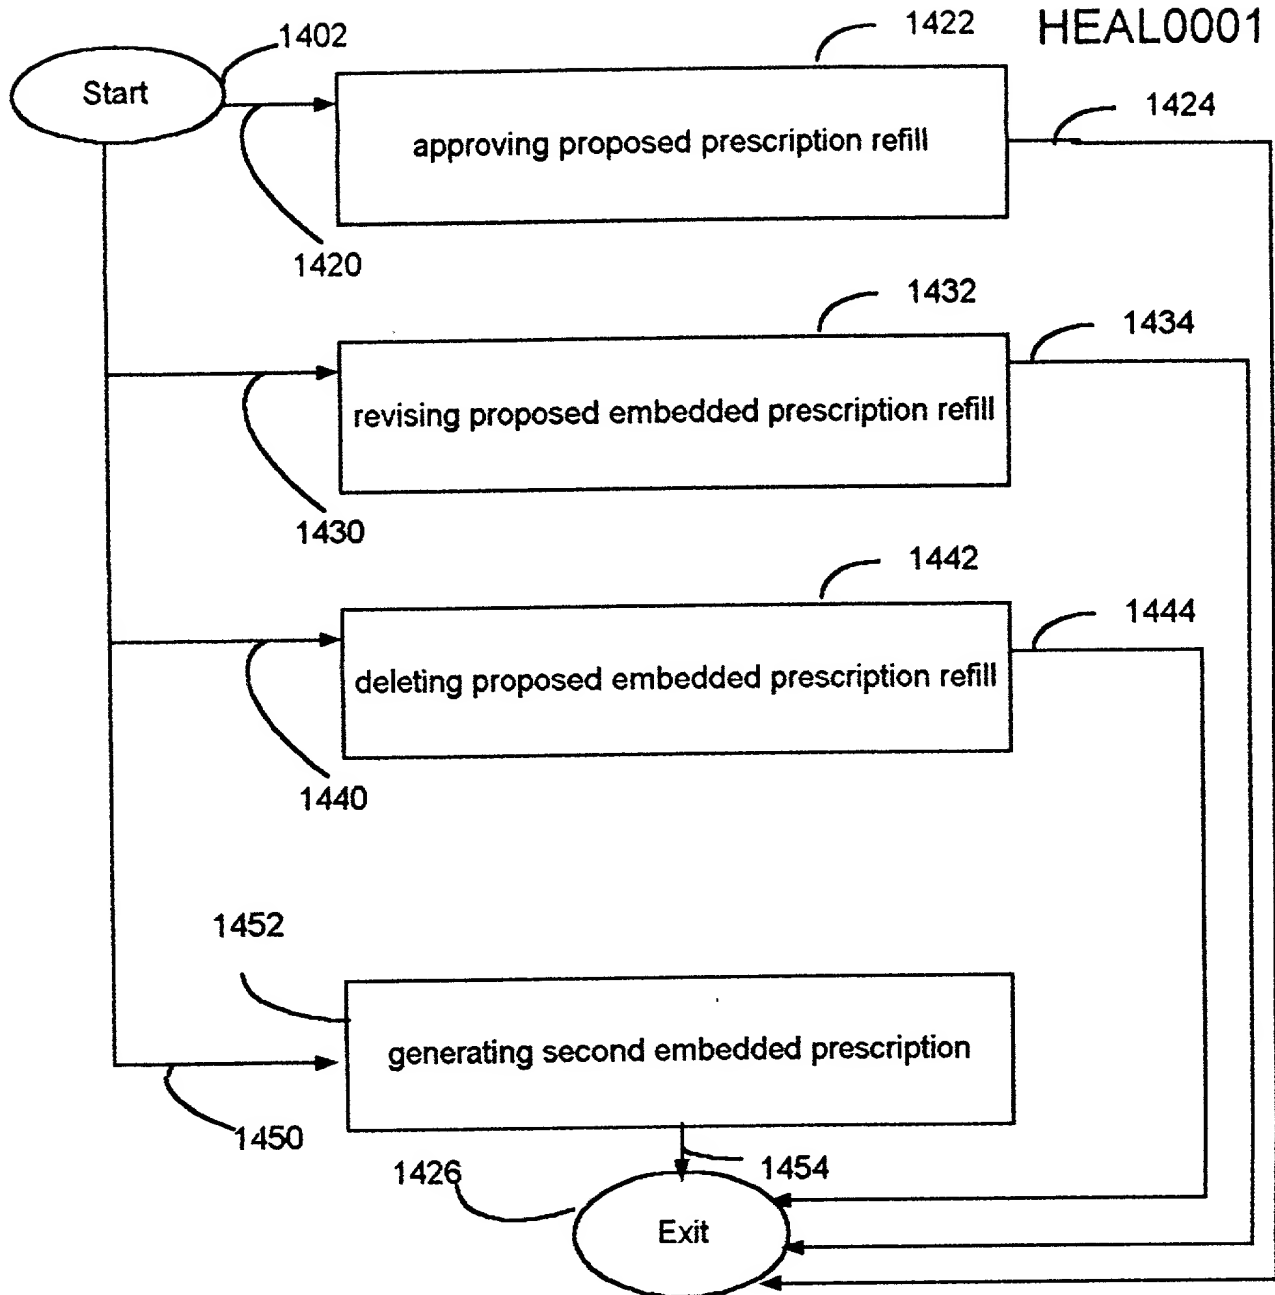 HEAL0001
1402
1422
Start
1424
approving proposed prescription refill
1420
1432
1434
revising proposed embedded prescription refill
1430
1442
1444
deleting proposed embedded prescription refill
1440
1452
generating second embedded prescription
1450
1426
1454
Exit